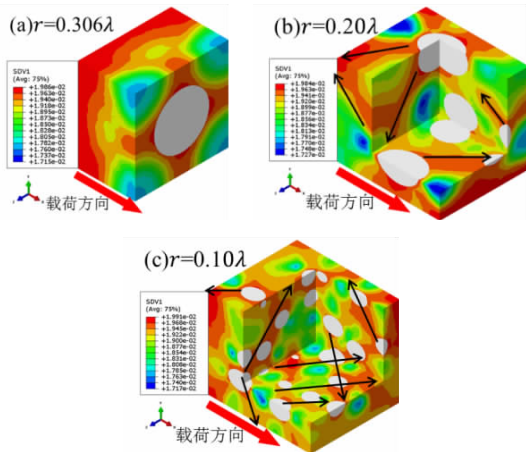 (a)r=0.306λ
SDV1
(Avg: 75%)
+1.986e-02
+1.963e-02
+1.940e-02
+1.918e-02
+1.895e-02
+1.873e-02
+1.850e-02
+1.828e-02
+1.805e-02
+1.782e-02
+1.760e-02
+1.737e-02
+1.715e-02
载荷方向
(b)r=0.20λ
SDV1
(Avg: 75%)
+1.984e-02
+1.963e-02
+1.941e-02
+1.920e-02
+1.899e-02
+1.877e-02
+1.856e-02
+1.834e-02
+1.813e-02
+1.791e-02
+1.770e-02
+1.748e-02
+1.727e-02
载荷方向
(c)r=0.10λ
SDV1
(Avg: 75%)
+1.991e-02
+1.968e-02
+1.945e-02
+1.922e-02
+1.900e-02
+1.877e-02
+1.854e-02
+1.831e-02
+1.808e-02
+1.785e-02
+1.763e-02
+1.740e-02
+1.717e-02
载荷方向